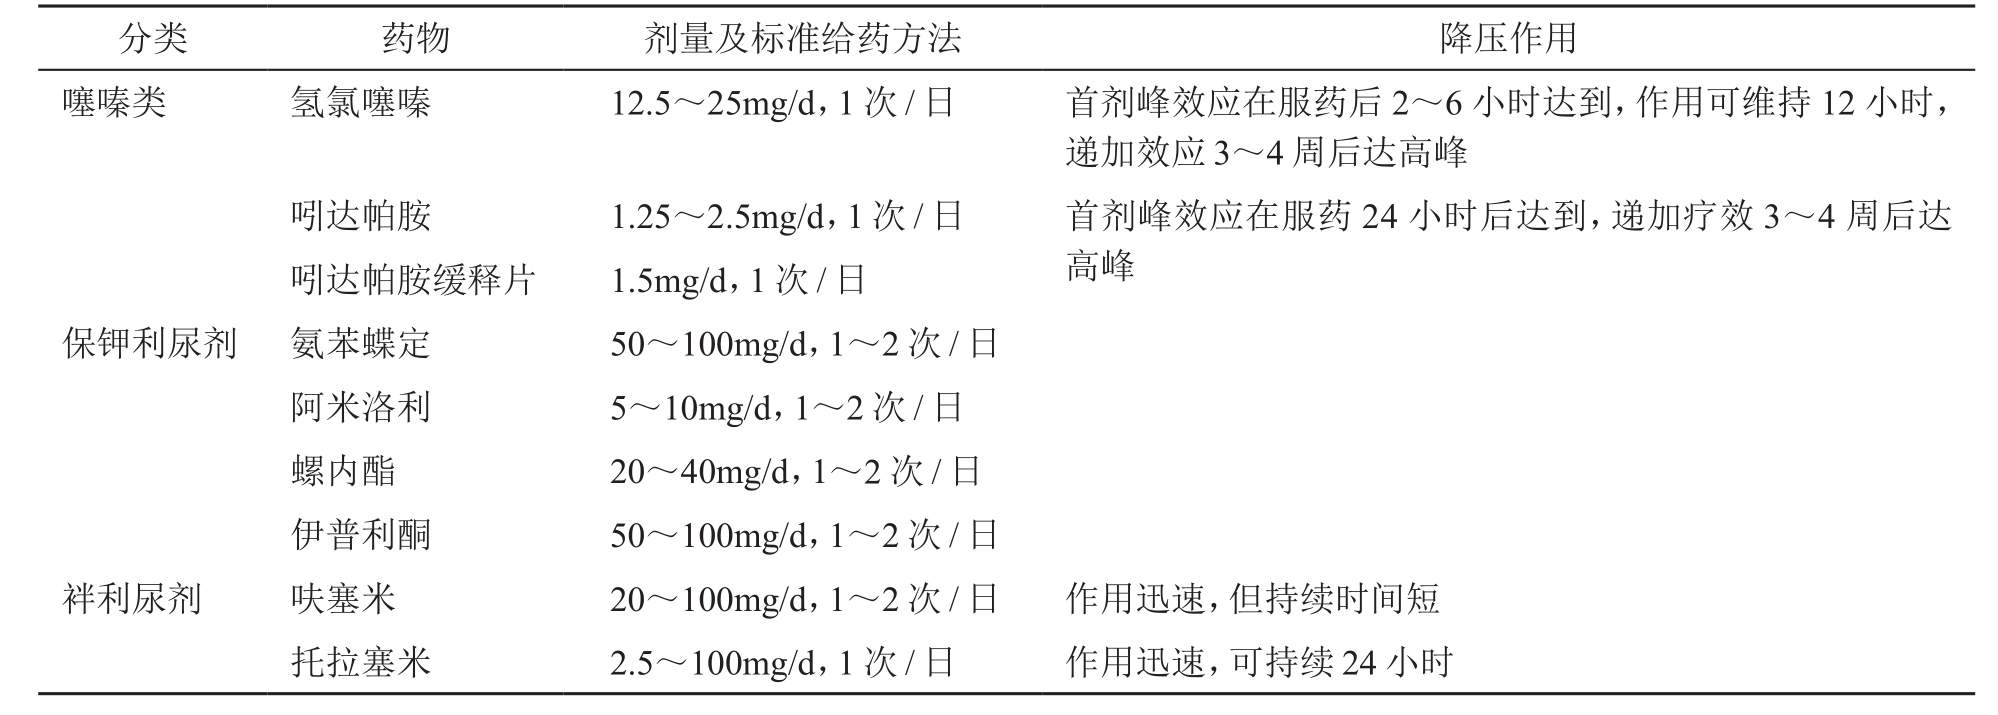 分类 药物 剂量及标准给药方法 降压作用
噻嗪类 氢氯噻嗪 12.5～25mg/d，1 次 / 日 首剂峰效应在服药后 2～6 小时达到，作用可维持 12 小时，
递加效应 3～4 周后达高峰
吲达帕胺 1.25～2.5mg/d，1 次 / 日 首剂峰效应在服药 24 小时后达到，递加疗效 3～4 周后达
高峰
吲达帕胺缓释片 1.5mg/d，1 次 / 日
保钾利尿剂 氨苯蝶定 50～100mg/d，1～2 次 / 日
阿米洛利 5～10mg/d，1～2 次 / 日
螺内酯 20～40mg/d，1～2 次 / 日
伊普利酮 50～100mg/d，1～2 次 / 日
袢利尿剂 呋塞米 20～100mg/d，1～2 次 / 日 作用迅速，但持续时间短
托拉塞米 2.5～100mg/d，1 次 / 日 作用迅速，可持续 24 小时